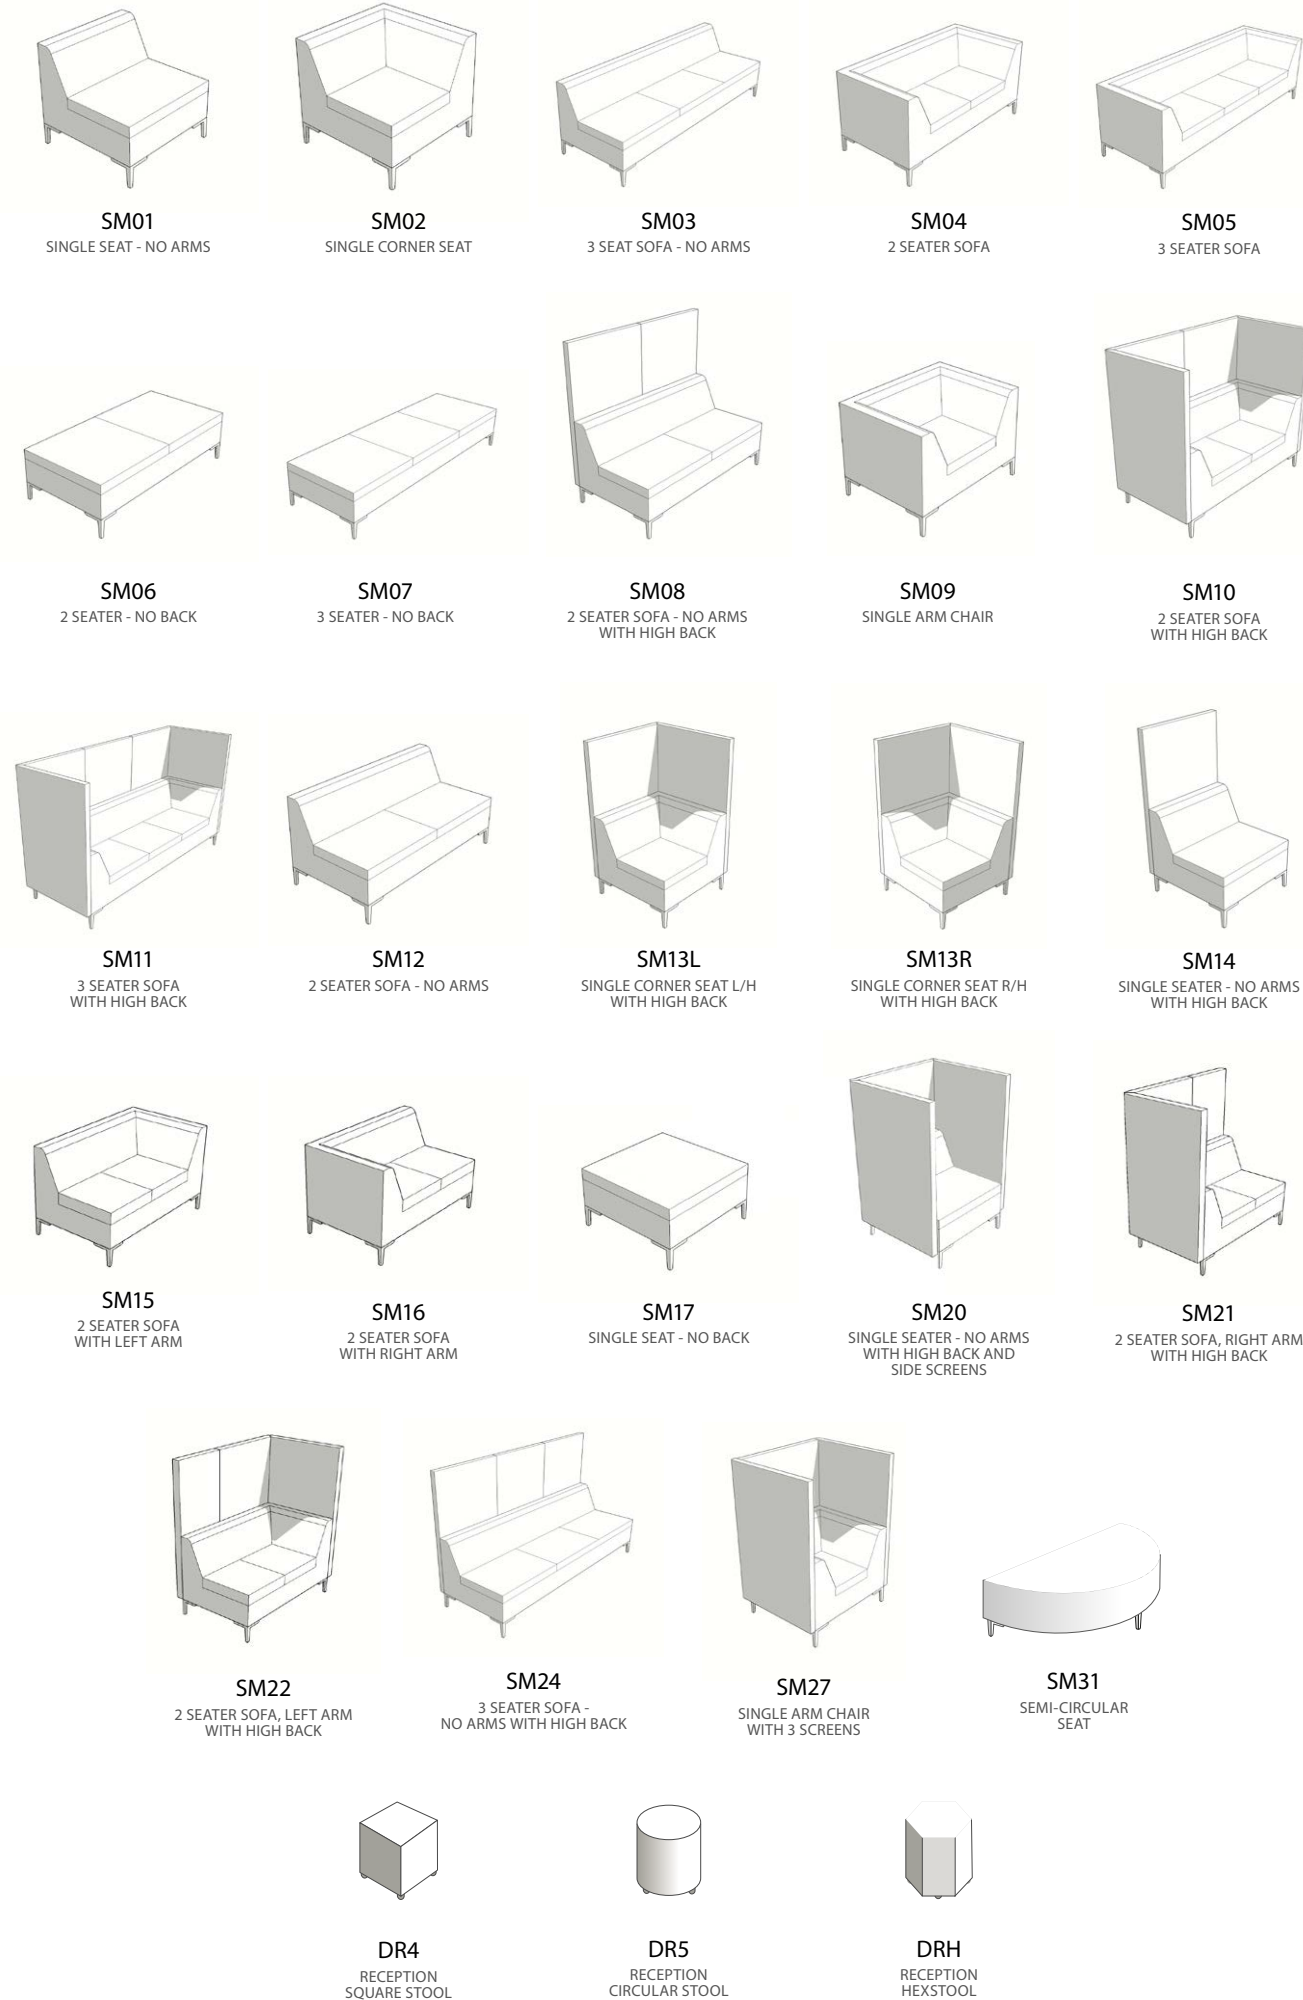 SM01
SINGLE SEAT - NO ARMS
SM02
SINGLE CORNER SEAT
SM03
3 SEAT SOFA - NO ARMS
SM04
2 SEATER SOFA
SM05
3 SEATER SOFA
SM06
2 SEATER - NO BACK
SM07
3 SEATER - NO BACK
SM08
2 SEATER SOFA - NO ARMS
WITH HIGH BACK
SM09
SINGLE ARM CHAIR
SM10
2 SEATER SOFA
WITH HIGH BACK
SM11
3 SEATER SOFA
WITH HIGH BACK
SM12
2 SEATER SOFA - NO ARMS
SM13L
SINGLE CORNER SEAT L/H
WITH HIGH BACK
SM13R
SINGLE CORNER SEAT R/H
WITH HIGH BACK
SM14
SINGLE SEATER - NO ARMS
WITH HIGH BACK
SM15
2 SEATER SOFA
WITH LEFT ARM
SM16
2 SEATER SOFA
WITH RIGHT ARM
SM17
SINGLE SEAT - NO BACK
SM20
SINGLE SEATER - NO ARMS
WITH HIGH BACK AND
SIDE SCREENS
SM21
2 SEATER SOFA, RIGHT ARM
WITH HIGH BACK
SM22
2 SEATER SOFA, LEFT ARM
WITH HIGH BACK
SM24
3 SEATER SOFA -
NO ARMS WITH HIGH BACK
SM27
SINGLE ARM CHAIR
WITH 3 SCREENS
SM31
SEMI-CIRCULAR
SEAT
DR4
RECEPTION
SQUARE STOOL
DR5
RECEPTION
CIRCULAR STOOL
DRH
RECEPTION
HEXSTOOL